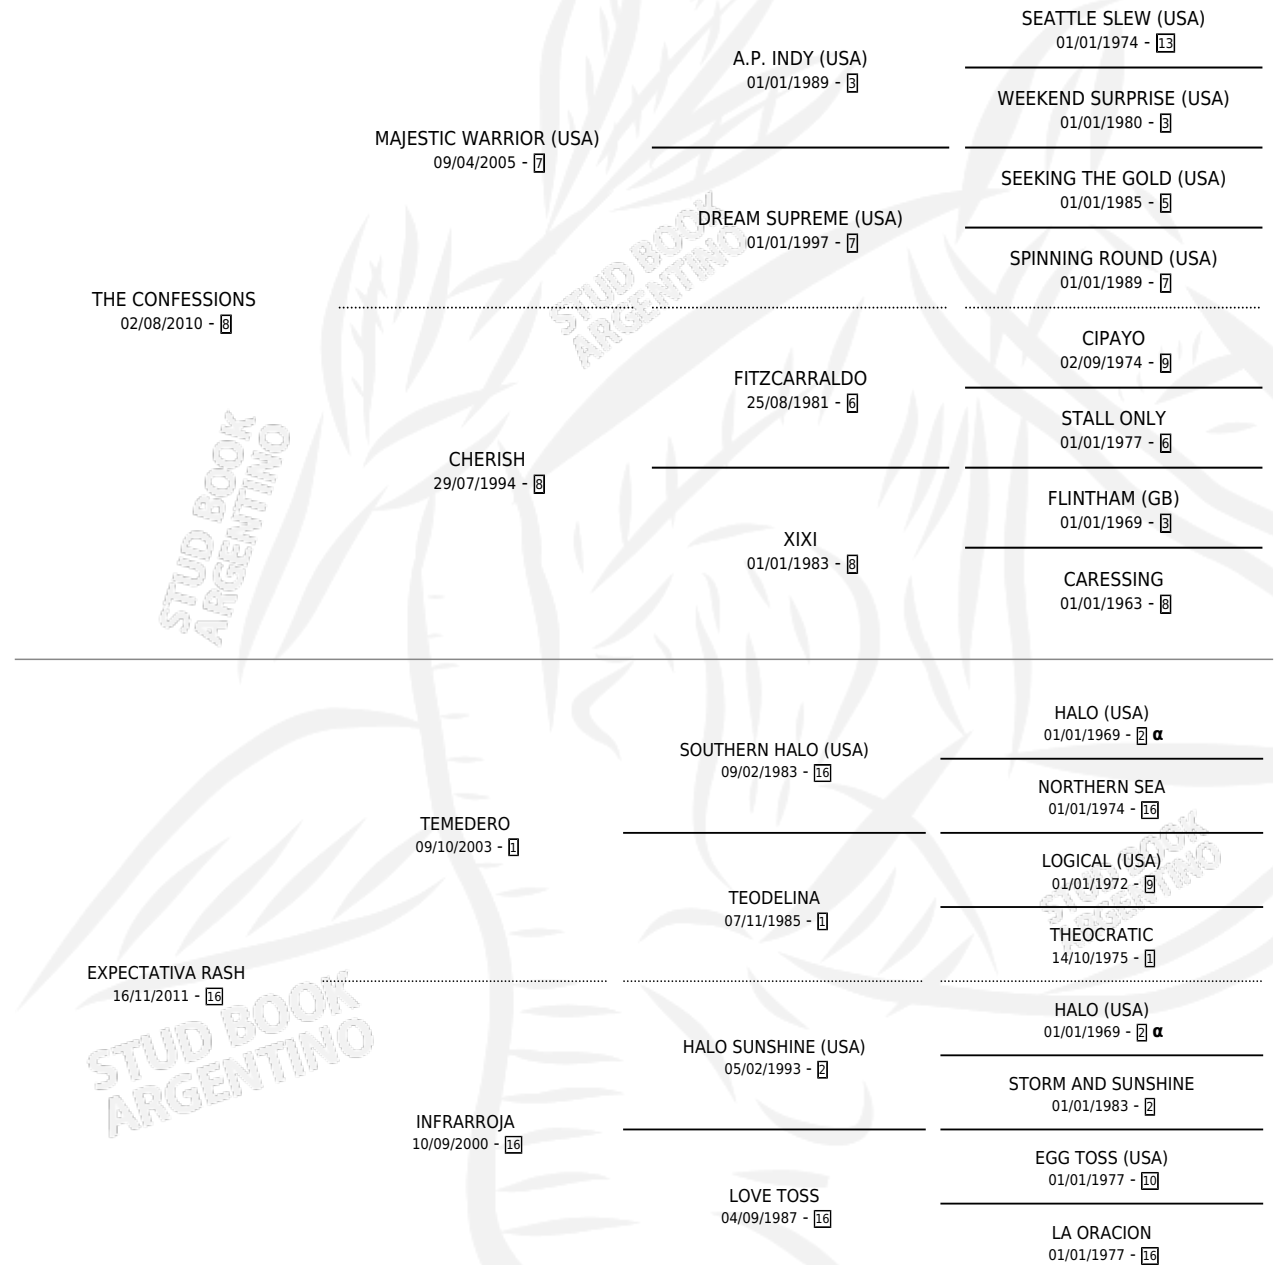 SEATTLE SLEW (USA)
01/01/1974 - 13
A.P. INDY (USA)
01/01/1989 - 3
WEEKEND SURPRISE (USA)
01/01/1980 - 3
MAJESTIC WARRIOR (USA)
09/04/2005 - 7
SEEKING THE GOLD (USA)
01/01/1985 - 5
DREAM SUPREME (USA)
01/01/1997 - 7
SPINNING ROUND (USA)
01/01/1989 - 7
THE CONFESSIONS
02/08/2010 - 8
CIPAYO
02/09/1974 - 9
FITZCARRALDO
25/08/1981 - 6
STALL ONLY
01/01/1977 - 6
CHERISH
29/07/1994 - 8
FLINTHAM (GB)
01/01/1969 - 3
XIXI
01/01/1983 - 8
CARESSING
01/01/1963 - 8
HALO (USA)
01/01/1969 - 2 α
SOUTHERN HALO (USA)
09/02/1983 - 16
NORTHERN SEA
01/01/1974 - 16
TEMEDERO
09/10/2003 - 1
LOGICAL (USA)
01/01/1972 - 9
TEODELINA
07/11/1985 - 1
THEOCRATIC
14/10/1975 - 1
EXPECTATIVA RASH
16/11/2011 - 16
HALO (USA)
01/01/1969 - 2 α
HALO SUNSHINE (USA)
05/02/1993 - 2
STORM AND SUNSHINE
01/01/1983 - 2
INFRARROJA
10/09/2000 - 16
EGG TOSS (USA)
01/01/1977 - 10
LOVE TOSS
04/09/1987 - 16
LA ORACION
01/01/1977 - 16
STUD BOOK
ARGENTINO
STUD BOOK
ARGENTINO
STUD BOOK
ARGENTINO
STUD BOOK
ARGENTINO